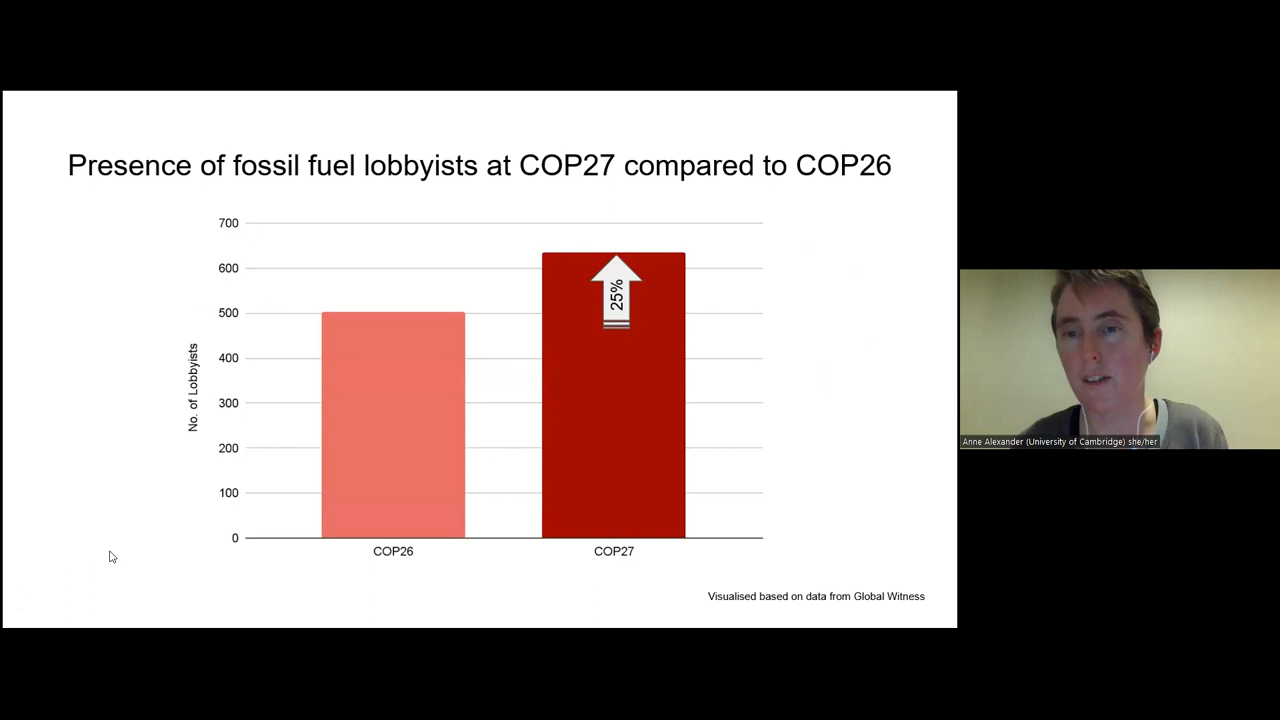 Presence of fossil fuel lobbyists at COP27 compared to COP26
700
600
500
400
300
200
100
0
No. of Lobbyists
25%
COP26
COP27
Visualised based on data from Global Witness
Anne Alexander (University of Cambridge) she/her